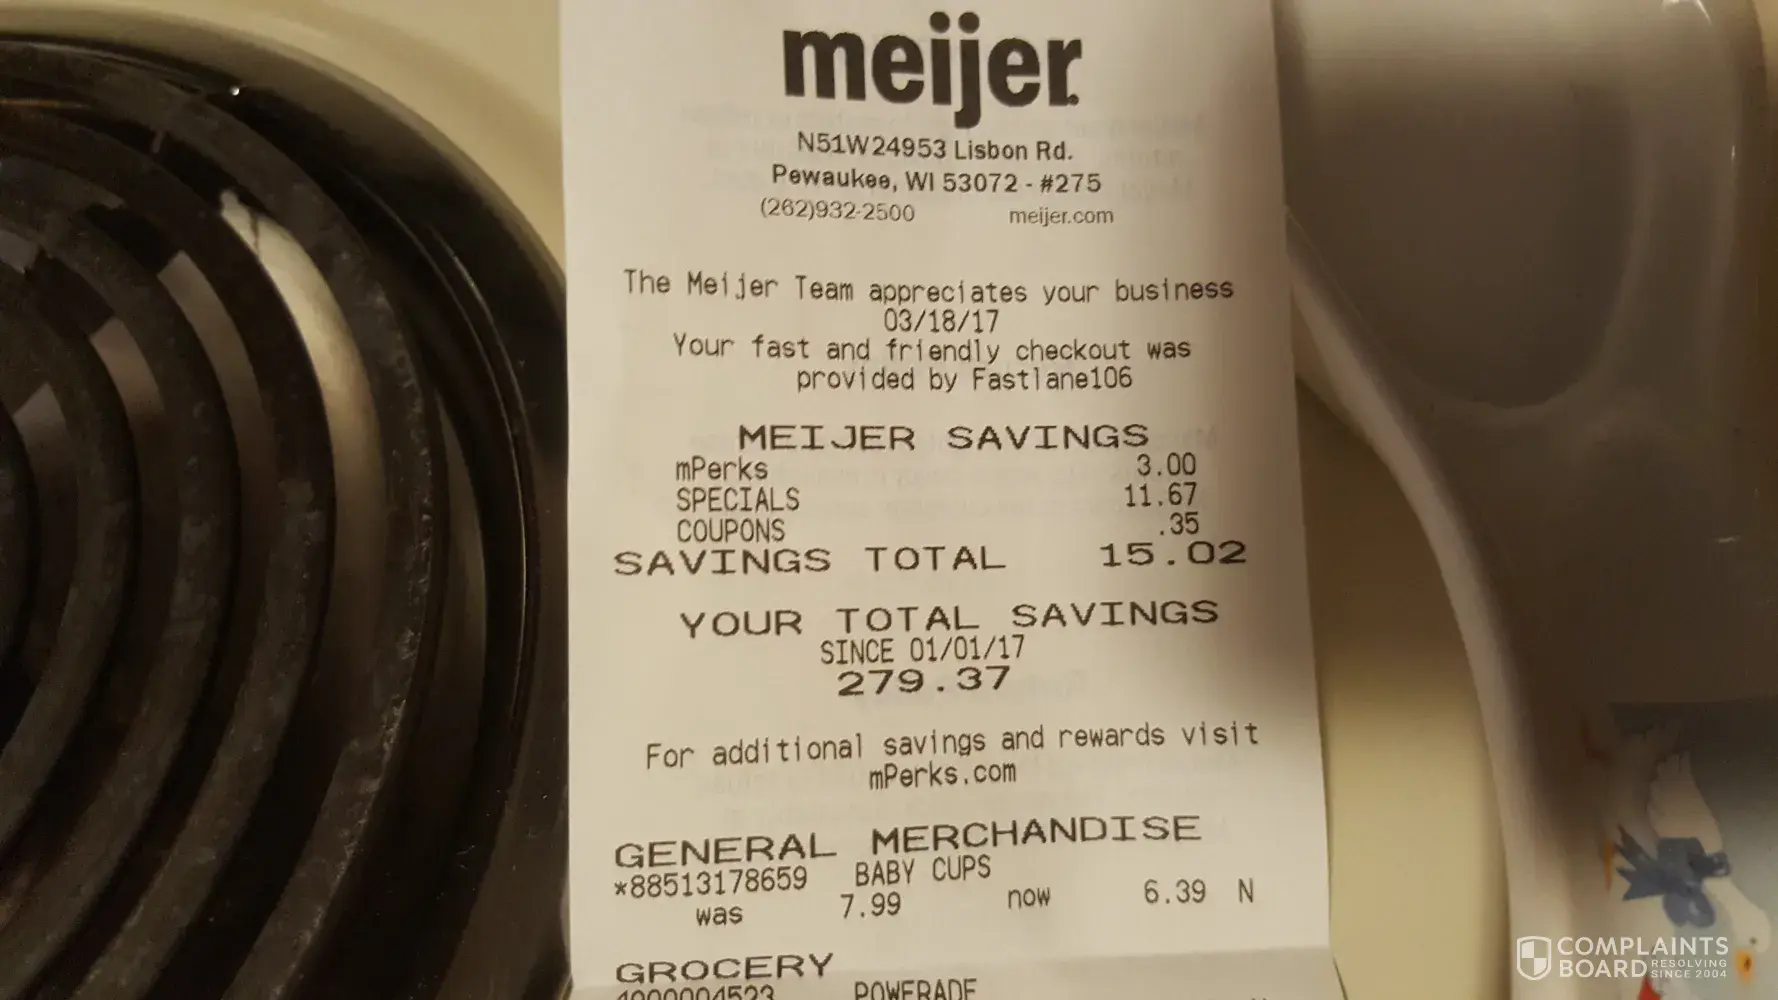 meijer
N51W24953 Lisbon Rd.
Pewaukee, WI 53072 - #275
(262)932-2500 meijer.com
The Meijer Team appreciates your business
03/18/17
Your fast and friendly checkout was
provided by Fastlane106
MEIJER SAVINGS
mPerks 3.00
SPECIALS 11.67
COUPONS .35
SAVINGS TOTAL 15.02
YOUR TOTAL SAVINGS
SINCE 01/01/17
279.37
For additional savings and rewards visit
mPerks.com
GENERAL MERCHANDISE
*88513178659 BABY CUPS
was 7.99 now 6.39 N
GROCERY
4900004523 POWERADE
COMPLAINTS
BOARD RESOLVING
SINCE 2004